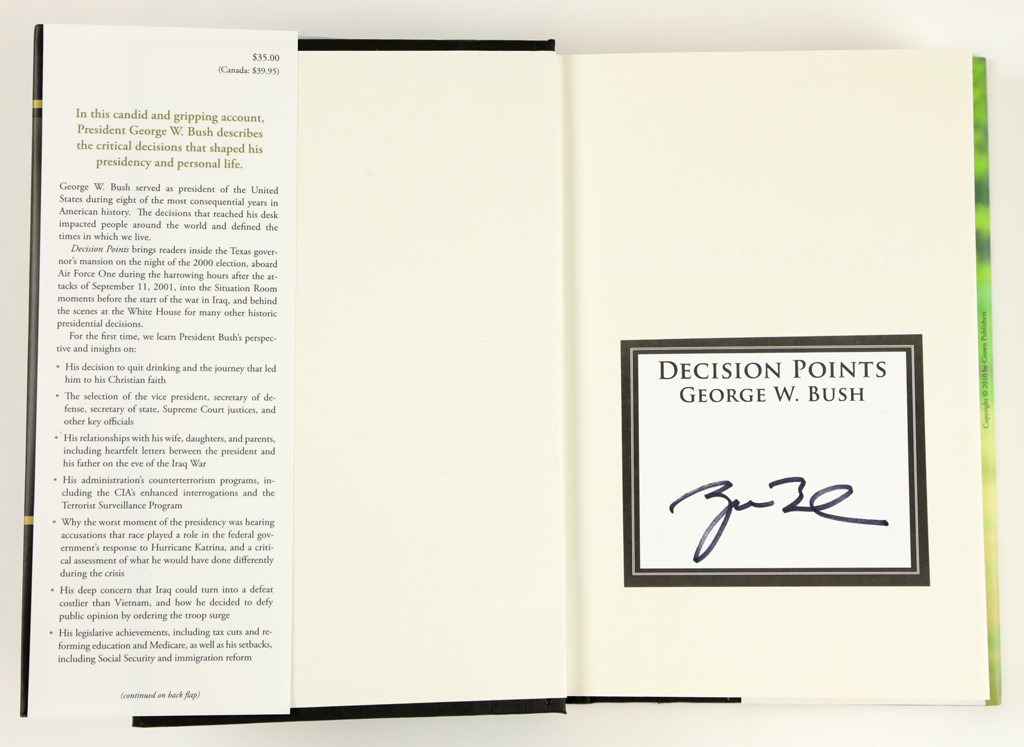 $35.00
(Canada: $39.95)
In this candid and gripping account,
President George W. Bush describes
the critical decisions that shaped his
presidency and personal life.
George W. Bush served as president of the United
States during eight of the most consequential years in
American history. The decisions that reached his desk
impacted people around the world and defined the
times in which we live.
Decision Points brings readers inside the Texas gover-
nor's mansion on the night of the 2000 election, aboard
Air Force One during the harrowing hours after the at-
tacks of September 11, 2001, into the Situation Room
moments before the start of the war in Iraq, and behind
the scenes at the White House for many other historic
presidential decisions.
For the first time, we learn President Bush's perspec-
tive and insights on:
• His decision to quit drinking and the journey that led
him to his Christian faith
• The selection of the vice president, secretary of de-
fense, secretary of state, Supreme Court justices, and
other key officials
• His relationships with his wife, daughters, and parents,
including heartfelt letters between the president and
his father on the eve of the Iraq War
• His administration's counterterrorism programs, in-
cluding the CIA's enhanced interrogations and the
Terrorist Surveillance Program
• Why the worst moment of the presidency was hearing
accusations that race played a role in the federal gov-
ernment's response to Hurricane Katrina, and a criti-
cal assessment of what he would have done differently
during the crisis
• His deep concern that Iraq could turn into a defeat
costlier than Vietnam, and how he decided to defy
public opinion by ordering the troop surge
• His legislative achievements, including tax cuts and re-
forming education and Medicare, as well as his setbacks,
including Social Security and immigration reform
(continued on back flap)
DECISION POINTS
GEORGE W. BUSH
Copyright © 2010 by Crown Publishers